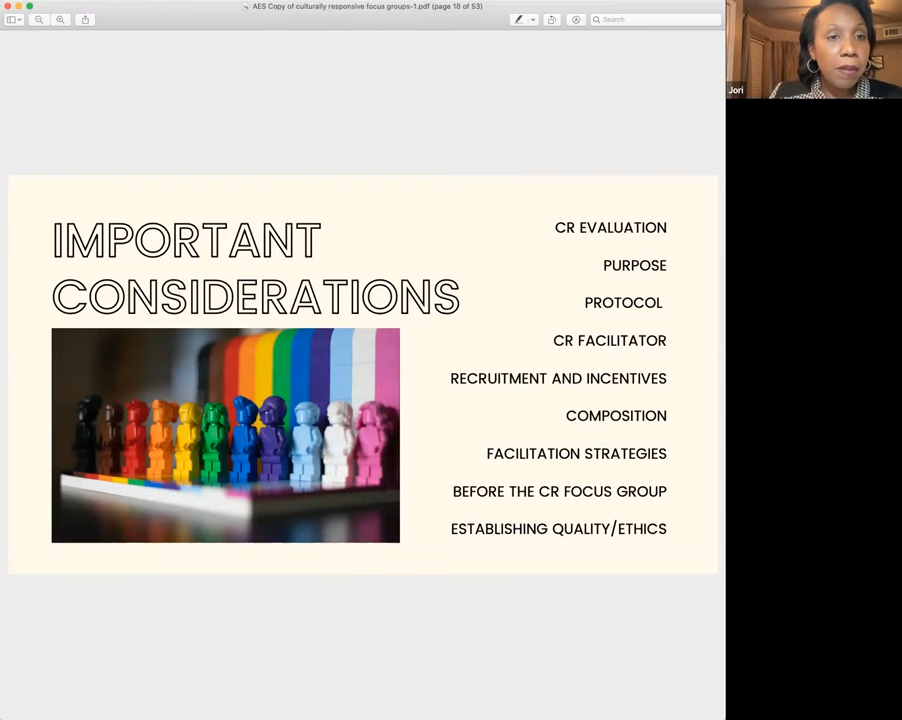 AES Copy of culturally responsive focus groups-1.pdf (page 18 of 53)
Search
Jori
IMPORTANT
CONSIDERATIONS
CR EVALUATION
PURPOSE
PROTOCOL
CR FACILITATOR
RECRUITMENT AND INCENTIVES
COMPOSITION
FACILITATION STRATEGIES
BEFORE THE CR FOCUS GROUP
ESTABLISHING QUALITY/ETHICS